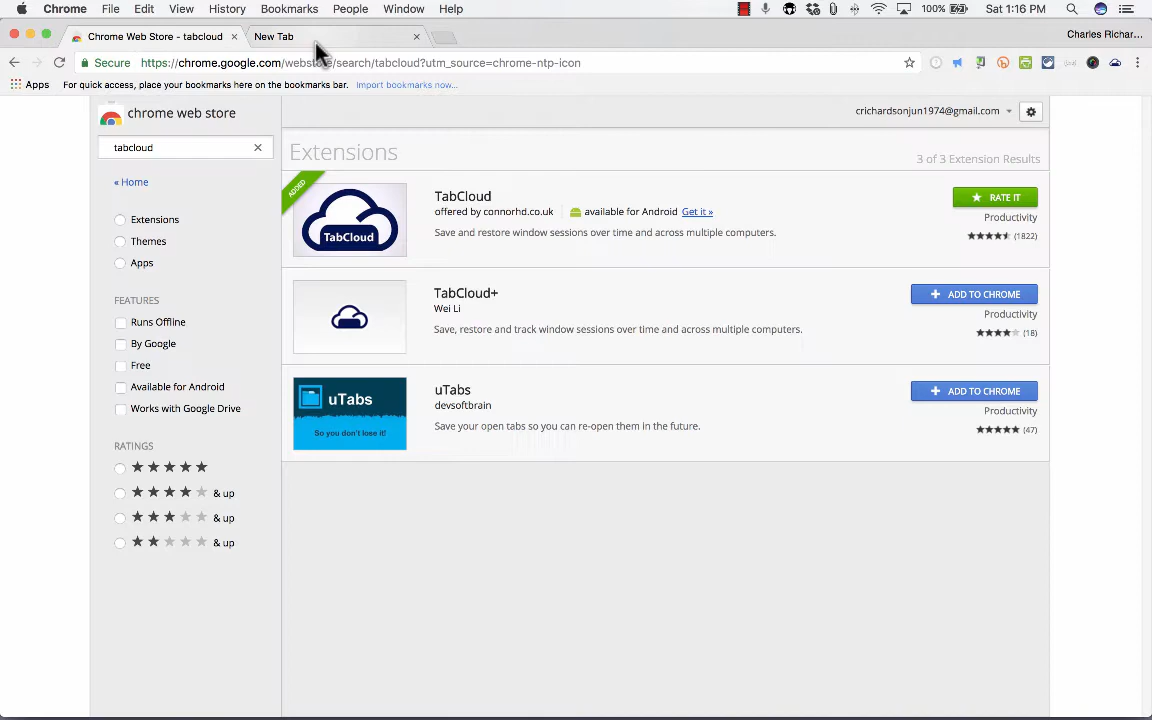 Chrome File Edit View History Bookmarks People Window Help 100% Sat 1:16 PM
Chrome Web Store - tabcloud New Tab Charles Richar...
Secure https://chrome.google.com/webstore/search/tabcloud?utm_source=chrome-ntp-icon
Apps For quick access, place your bookmarks here on the bookmarks bar. Import bookmarks now...
chrome web store
crichardsonjun1974@gmail.com
tabcloud
« Home
Extensions
Themes
Apps
FEATURES
Runs Offline
By Google
Free
Available for Android
Works with Google Drive
RATINGS
& up
& up
& up
Extensions
3 of 3 Extension Results
ADDED
TabCloud
TabCloud
offered by connorhd.co.uk available for Android Get it »
Save and restore window sessions over time and across multiple computers.
RATE IT
Productivity
(1822)
TabCloud+
Wei Li
Save, restore and track window sessions over time and across multiple computers.
ADD TO CHROME
Productivity
(18)
uTabs
So you don't lose it!
uTabs
devsoftbrain
Save your open tabs so you can re-open them in the future.
ADD TO CHROME
Productivity
(47)